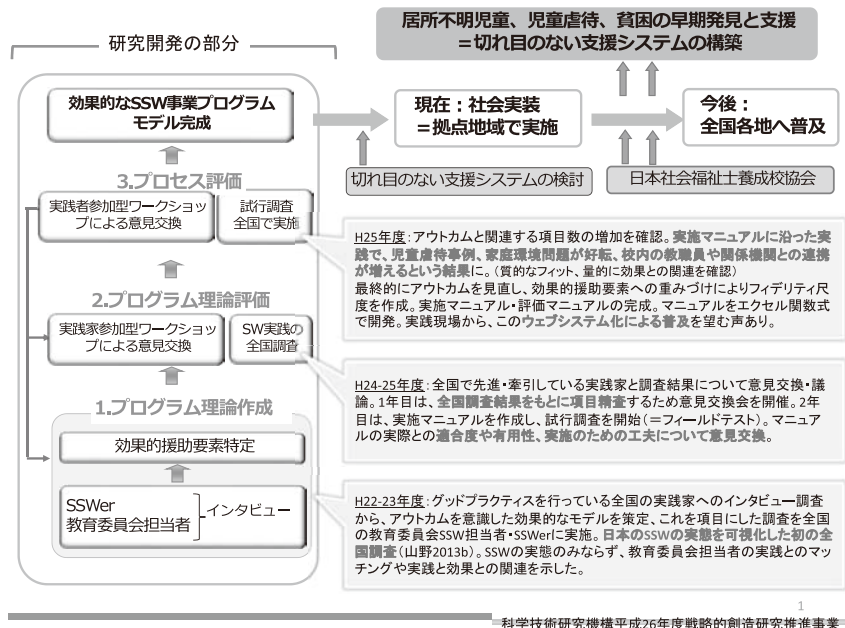 研究開発の部分
居所不明児童、児童虐待、貧困の早期発見と支援
＝切れ目のない支援システムの構築
効果的なSSW事業プログラム
モデル完成
現在：社会実装
＝拠点地域で実施
今後：
全国各地へ普及
切れ目のない支援システムの検討
日本社会福祉士養成校協会
3.プロセス評価
実践者参加型ワークショッ
プによる意見交換
試行調査
全国で実施
H25年度：アウトカムと関連する項目数の増加を確認。実施マニュアルに沿った実
践で、児童虐待事例、家庭環境問題が好転、校内の教職員や関係機関との連携
が増えるという結果に。（質的なフィット、量的に効果との関連を確認）
最終的にアウトカムを見直し、効果的援助要素への重みづけによりフィデリティ尺
度を作成。実施マニュアル・評価マニュアルの完成。マニュアルをエクセル関数式
で開発。実践現場から、このウェブシステム化による普及を望む声あり。
2.プログラム理論評価
実践家参加型ワークショッ
プによる意見交換
SW実践の
全国調査
H24-25年度：全国で先進・牽引している実践家と調査結果について意見交換・議
論。1年目は、全国調査結果をもとに項目精査するため意見交換会を開催。2年
目は、実施マニュアルを作成し、試行調査を開始（＝フィールドテスト）。マニュア
ルの実際との適合度や有用性、実施のための工夫について意見交換。
1.プログラム理論作成
効果的援助要素特定
SSWer
教育委員会担当者
インタビュー
H22-23年度：グッドプラクティスを行っている全国の実践家へのインタビュー調査
から、アウトカムを意識した効果的なモデルを策定、これを項目にした調査を全国
の教育委員会SSW担当者・SSWerに実施。日本のSSWの実態を可視化した初の全
国調査（山野2013b）。SSWの実態のみならず、教育委員会担当者の実践とのマッ
チングや実践と効果との関連を示した。
1
科学技術研究機構平成26年度戦略的創造研究推進事業